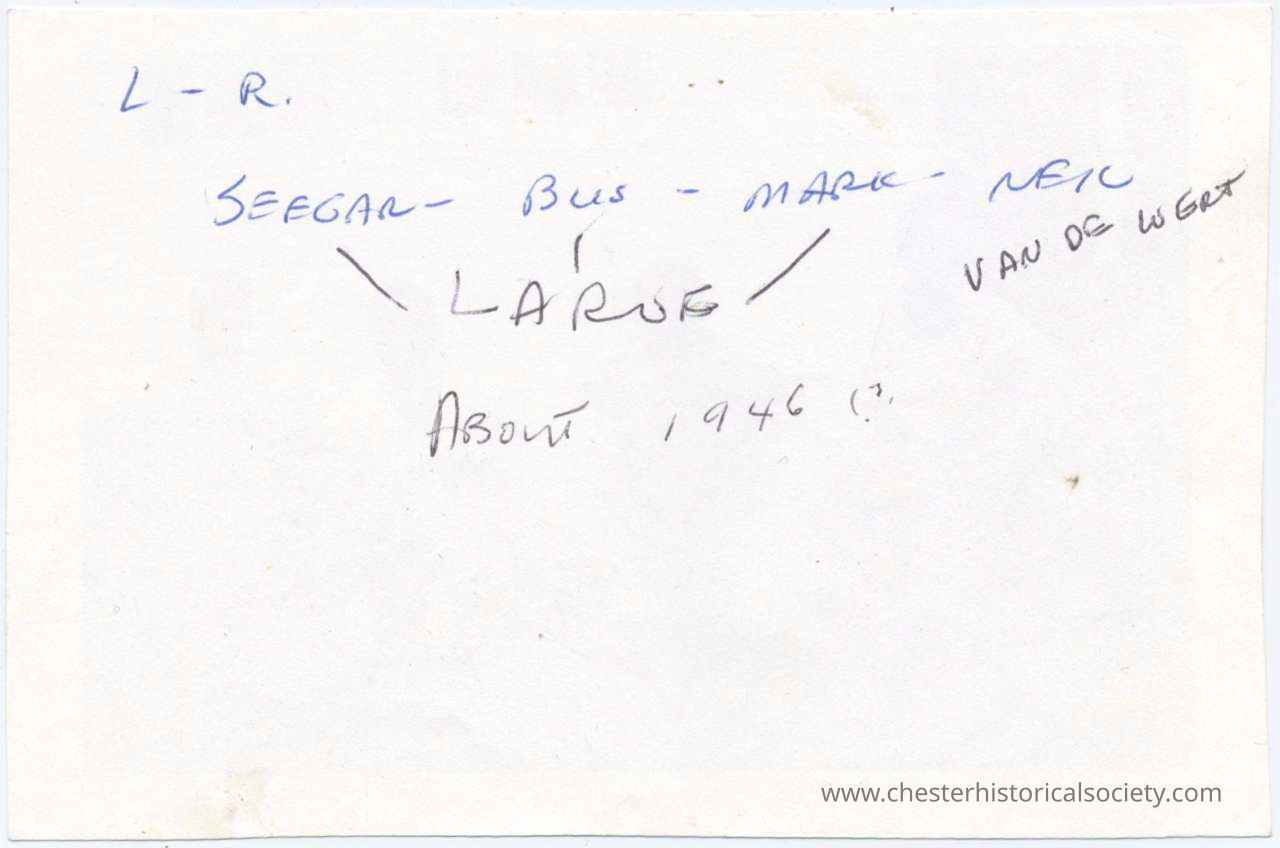 L - R.
SEEGAR - BUS - MARK - NEIL
VAN DE WERT
LARUE
ABOUT 1946 (?)
www.chesterhistoricalsociety.com